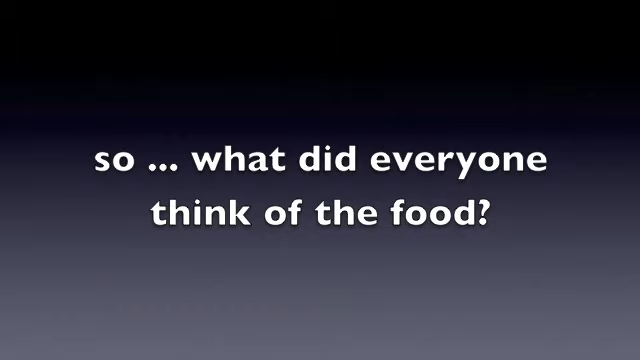 so ... what did everyone
think of the food?